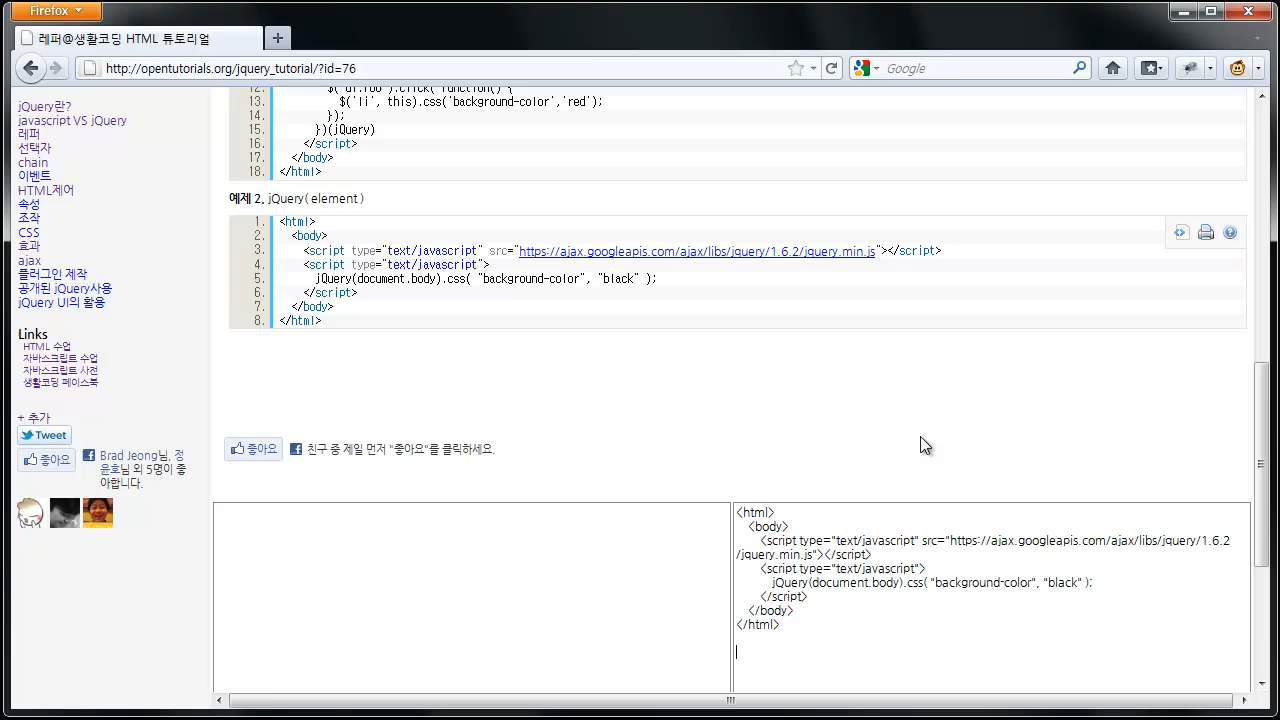 Firefox
레퍼@생활코딩 HTML 튜토리얼
http://opentutorials.org/jquery_tutorial/?id=76
Google
jQuery란?
javascript VS jQuery
레퍼
선택자
chain
이벤트
HTML제어
속성
조작
CSS
효과
ajax
플러그인 제작
공개된 jQuery사용
jQuery UI의 활용
Links
HTML 수업
자바스크립트 수업
자바스크립트 사전
생활코딩 페이스북
+ 추가
Tweet
좋아요
Brad Jeong님, 정
윤호님 외 5명이 좋
아합니다.
12. $('ul.foo').click( function() {
13. $('li', this).css('background-color','red');
14. });
15. })(jQuery)
16. </script>
17. </body>
18. </html>
예제 2. jQuery( element )
1. <html>
2. <body>
3. <script type="text/javascript" src="https://ajax.googleapis.com/ajax/libs/jquery/1.6.2/jquery.min.js"></script>
4. <script type="text/javascript">
5. jQuery(document.body).css( "background-color", "black" );
6. </script>
7. </body>
8. </html>
좋아요 친구 중 제일 먼저 "좋아요"를 클릭하세요.
<html>
<body>
<script type="text/javascript" src="https://ajax.googleapis.com/ajax/libs/jquery/1.6.2
/jquery.min.js"></script>
<script type="text/javascript">
jQuery(document.body).css( "background-color", "black" );
</script>
</body>
</html>